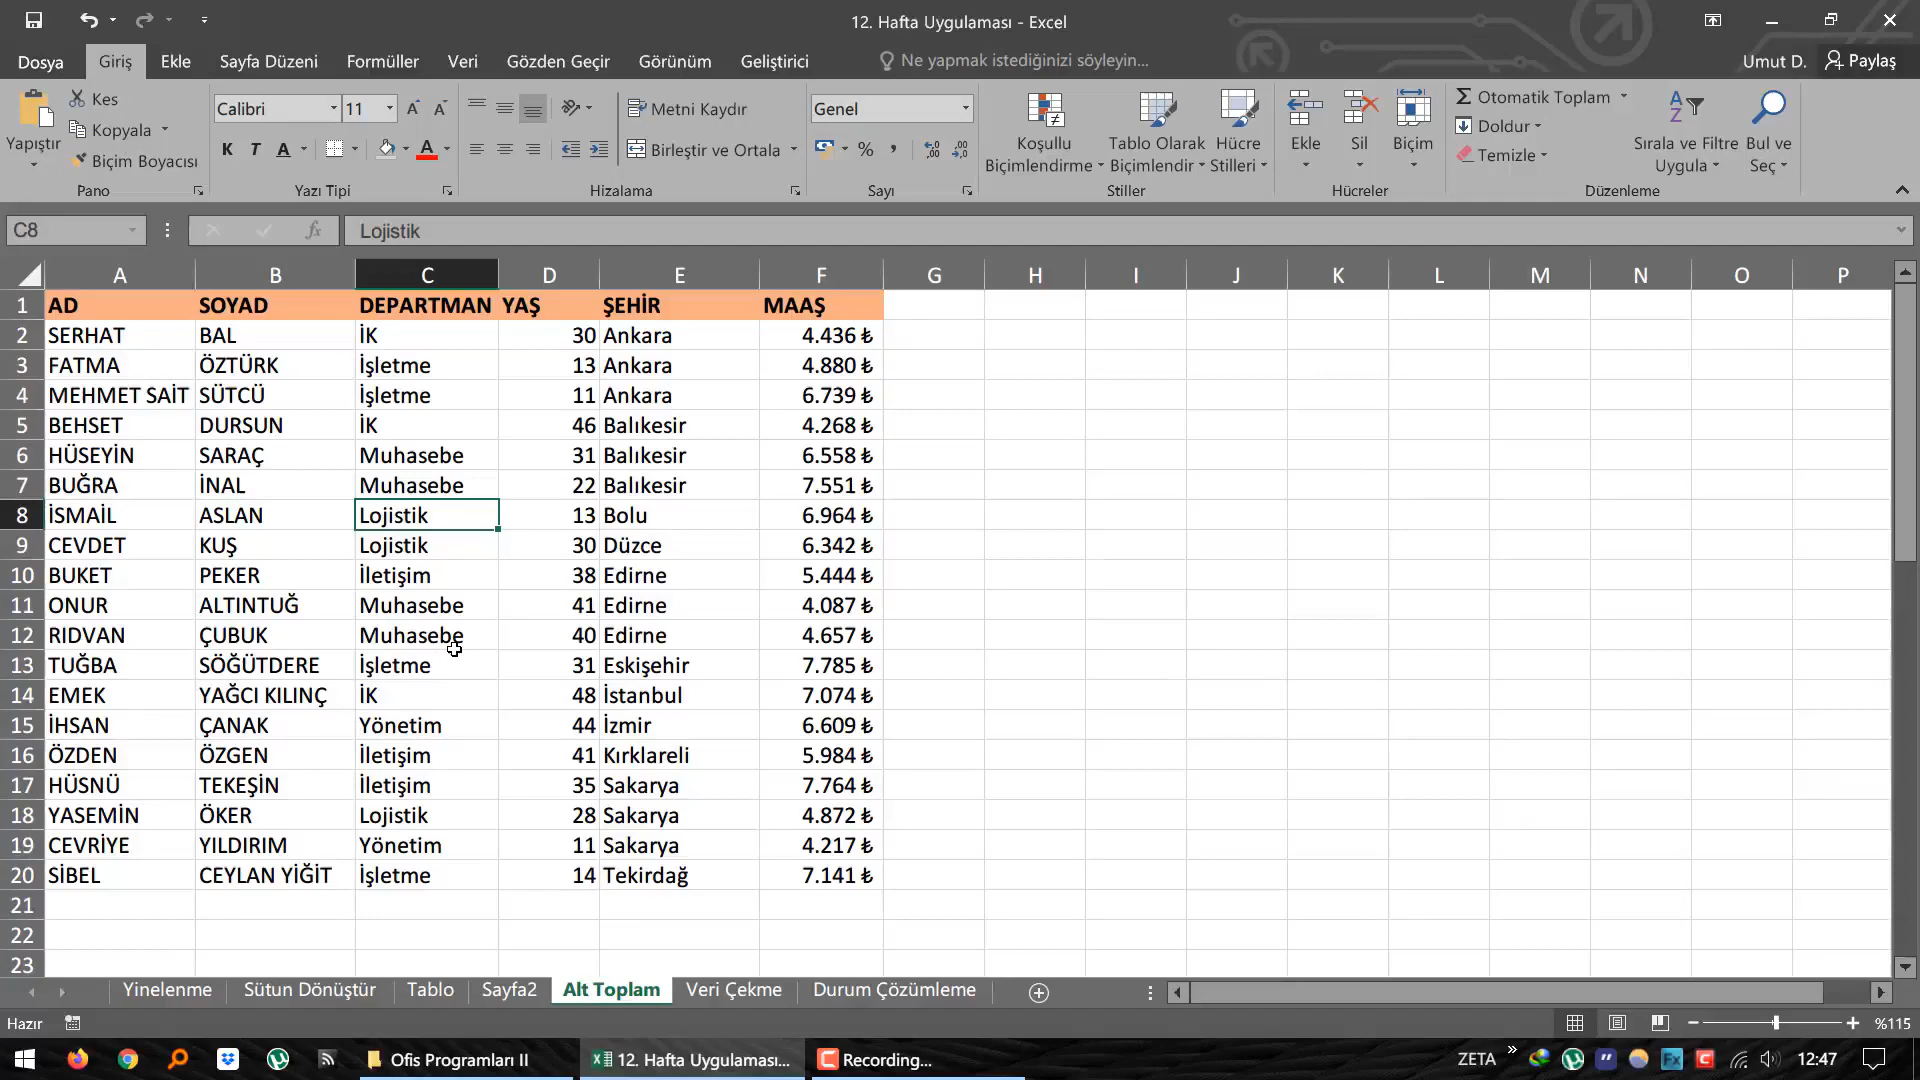 12. Hafta Uygulaması - Excel
Dosya Giriş Ekle Sayfa Düzeni Formüller Veri Gözden Geçir Görünüm Geliştirici Ne yapmak istediğinizi söyleyin... Umut D. Paylaş
Yapıştır
Kes
Kopyala
Biçim Boyacısı
Pano
Calibri 11
K T A
Yazı Tipi
Metni Kaydır
Birleştir ve Ortala
Hizalama
Genel
Sayı
Koşullu Biçimlendirme
Tablo Olarak Biçimlendir
Hücre Stilleri
Stiller
Ekle Sil Biçim
Hücreler
Otomatik Toplam
Doldur
Temizle
Sırala ve Filtre Uygula
Bul ve Seç
Düzenleme
C8 fx Lojistik
A B C D E F G H I J K L M N O P
1 AD SOYAD DEPARTMAN YAŞ ŞEHİR MAAŞ
2 SERHAT BAL İK 30 Ankara 4.436 ₺
3 FATMA ÖZTÜRK İşletme 13 Ankara 4.880 ₺
4 MEHMET SAİT SÜTCÜ İşletme 11 Ankara 6.739 ₺
5 BEHSET DURSUN İK 46 Balıkesir 4.268 ₺
6 HÜSEYİN SARAÇ Muhasebe 31 Balıkesir 6.558 ₺
7 BUĞRA İNAL Muhasebe 22 Balıkesir 7.551 ₺
8 İSMAİL ASLAN Lojistik 13 Bolu 6.964 ₺
9 CEVDET KUŞ Lojistik 30 Düzce 6.342 ₺
10 BUKET PEKER İletişim 38 Edirne 5.444 ₺
11 ONUR ALTINTUĞ Muhasebe 41 Edirne 4.087 ₺
12 RIDVAN ÇUBUK Muhasebe 40 Edirne 4.657 ₺
13 TUĞBA SÖĞÜTDERE İşletme 31 Eskişehir 7.785 ₺
14 EMEK YAĞCI KILINÇ İK 48 İstanbul 7.074 ₺
15 İHSAN ÇANAK Yönetim 44 İzmir 6.609 ₺
16 ÖZDEN ÖZGEN İletişim 41 Kırklareli 5.984 ₺
17 HÜSNÜ TEKEŞİN İletişim 35 Sakarya 7.764 ₺
18 YASEMİN ÖKER Lojistik 28 Sakarya 4.872 ₺
19 CEVRİYE YILDIRIM Yönetim 11 Sakarya 4.217 ₺
20 SİBEL CEYLAN YİĞİT İşletme 14 Tekirdağ 7.141 ₺
21
22
23
Yinelenme Sütun Dönüştür Tablo Sayfa2 Alt Toplam Veri Çekme Durum Çözümleme
Hazır %115
Ofis Programları II 12. Hafta Uygulaması... Recording... ZETA 12:47